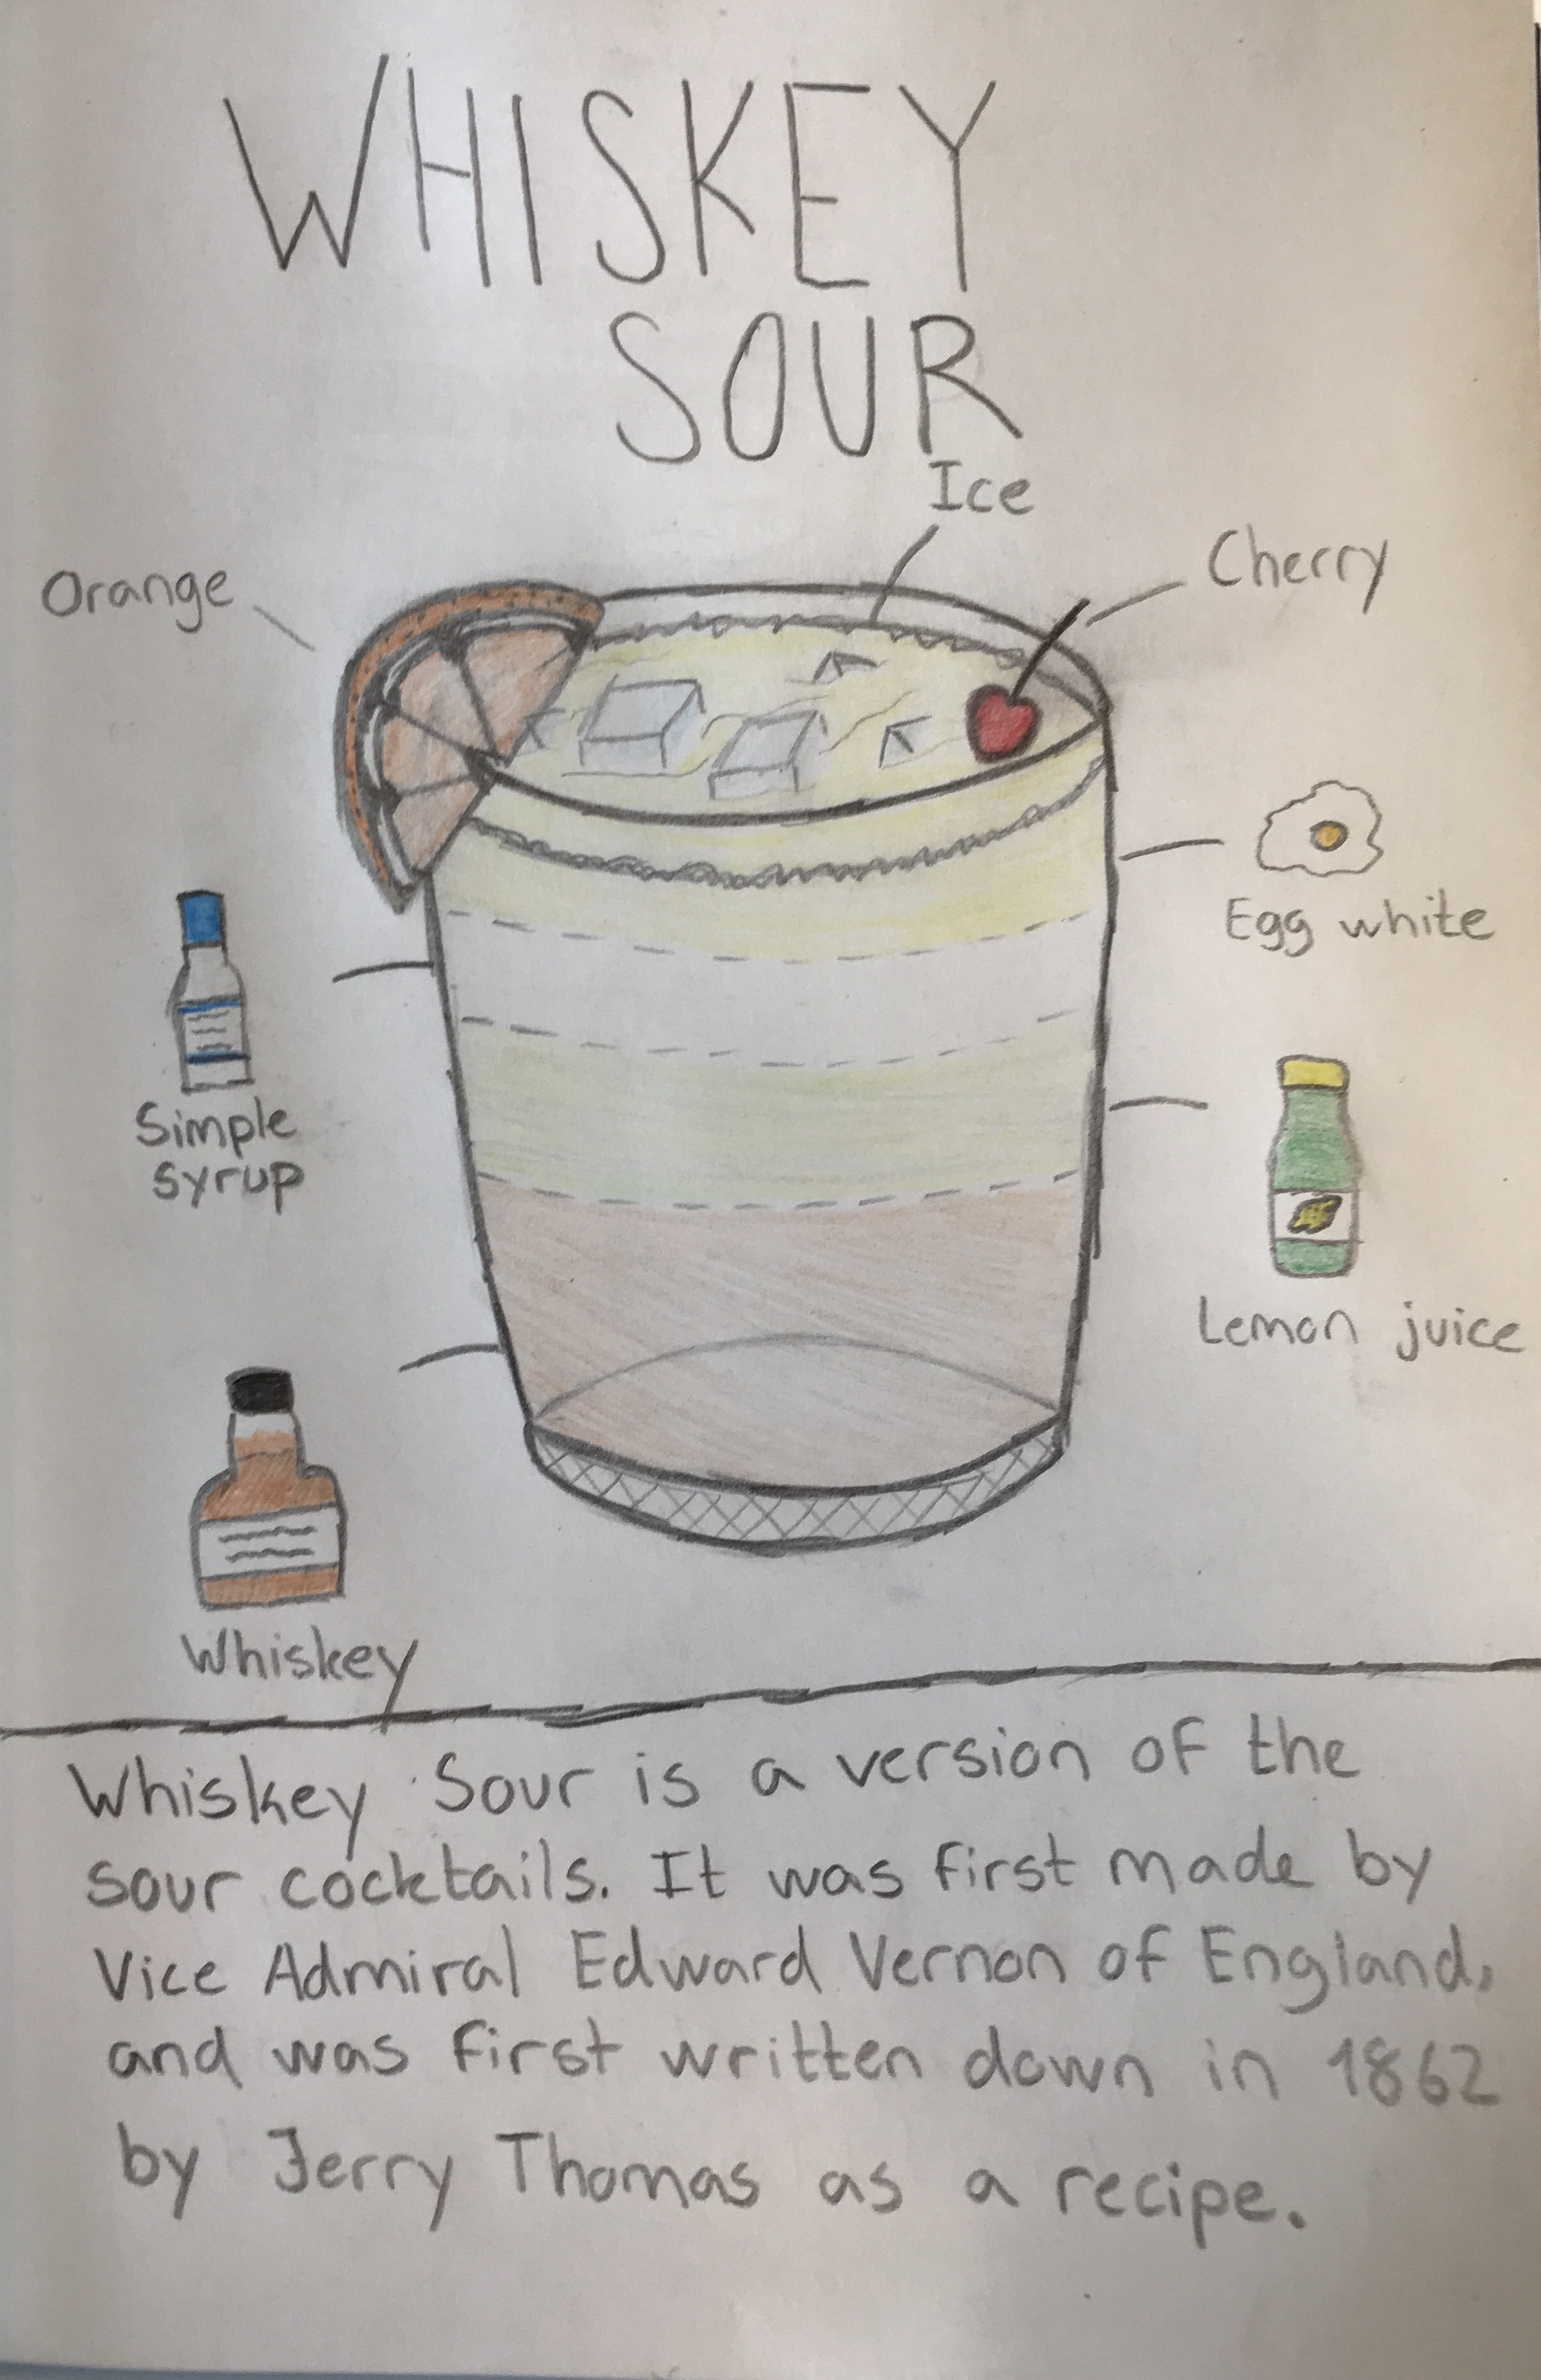 WHISKEY
SOUR
Ice
Cherry
Orange
Egg white
Simple
syrup
Lemon juice
Whiskey
Whiskey Sour is a version of the
sour cocktails. It was first made by
Vice Admiral Edward Vernon of England,
and was first written down in 1862
by Jerry Thomas as a recipe.